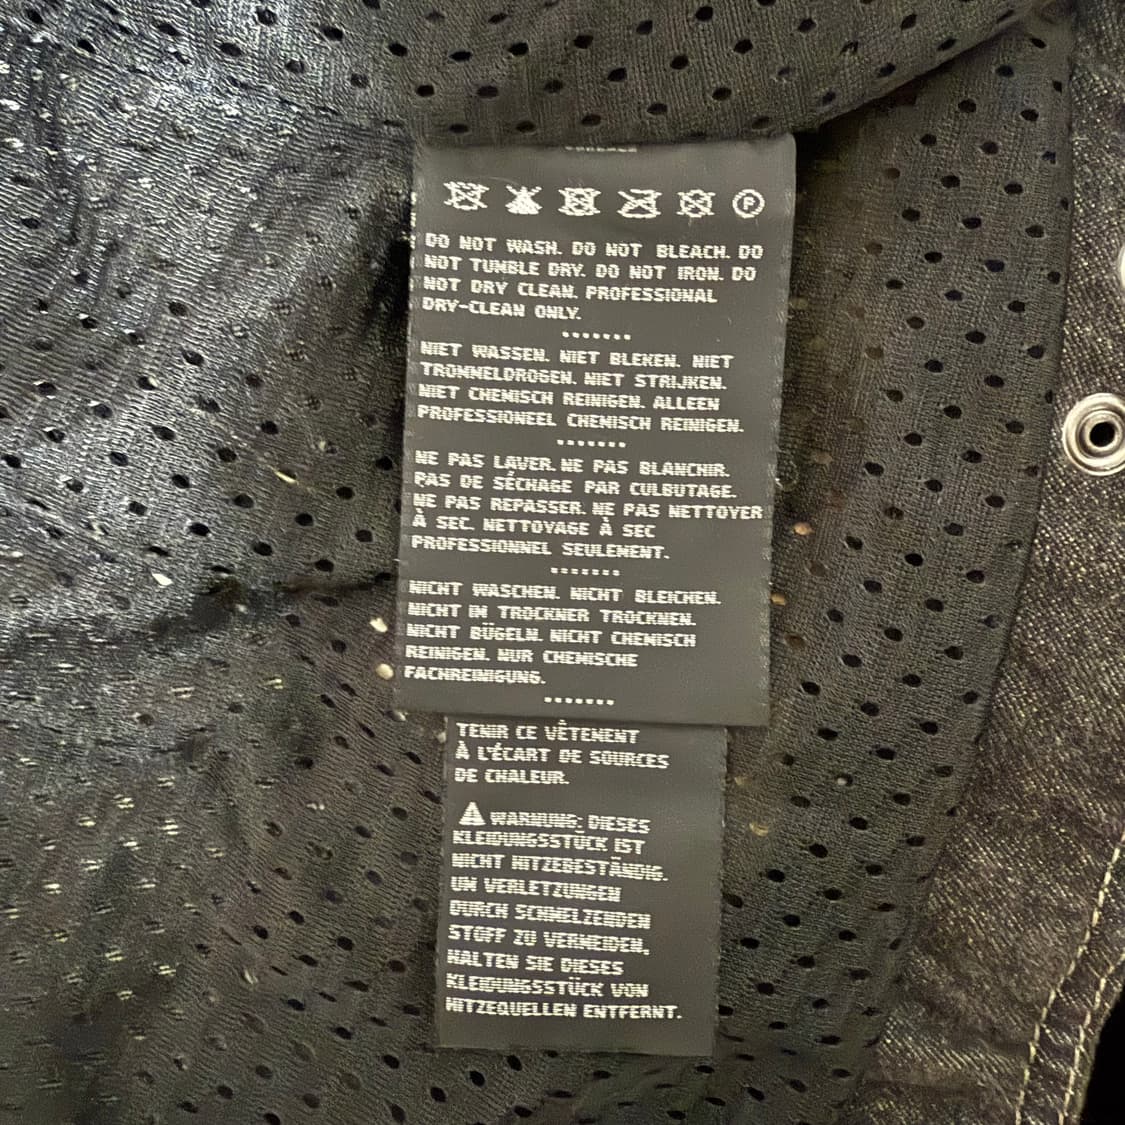 DO NOT WASH. DO NOT BLEACH. DO
NOT TUMBLE DRY. DO NOT IRON. DO
NOT DRY CLEAN. PROFESSIONAL
DRY-CLEAN ONLY.
NIET WASSEN. NIET BLEKEN. NIET
TROMMELDROGEN. NIET STRIJKEN.
NIET CHEMISCH REINIGEN. ALLEEN
PROFESSIONEEL CHEMISCH REINIGEN.
NE PAS LAVER. NE PAS BLANCHIR.
PAS DE SÉCHAGE PAR CULBUTAGE.
NE PAS REPASSER. NE PAS NETTOYER
À SEC. NETTOYAGE À SEC
PROFESSIONNEL SEULEMENT.
NICHT WASCHEN. NICHT BLEICHEN.
NICHT IM TROCKNER TROCKNEN.
NICHT BÜGELN. NICHT CHEMISCH
REINIGEN. NUR CHEMISCHE
FACHREINIGUNG.
TENIR CE VÊTEMENT
À L'ÉCART DE SOURCES
DE CHALEUR.
WARNUNG: DIESES
KLEIDUNGSSTÜCK IST
NICHT HITZEBESTÄNDIG.
UM VERLETZUNGEN
DURCH SCHMELZENDEN
STOFF ZU VERMEIDEN,
HALTEN SIE DIESES
KLEIDUNGSSTÜCK VON
HITZEQUELLEN ENTFERNT.